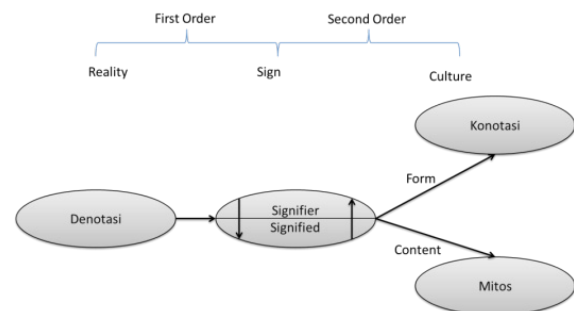 First Order
Second Order
Reality
Sign
Culture
Konotasi
Form
Denotasi
Signifier
Signified
Content
Mitos